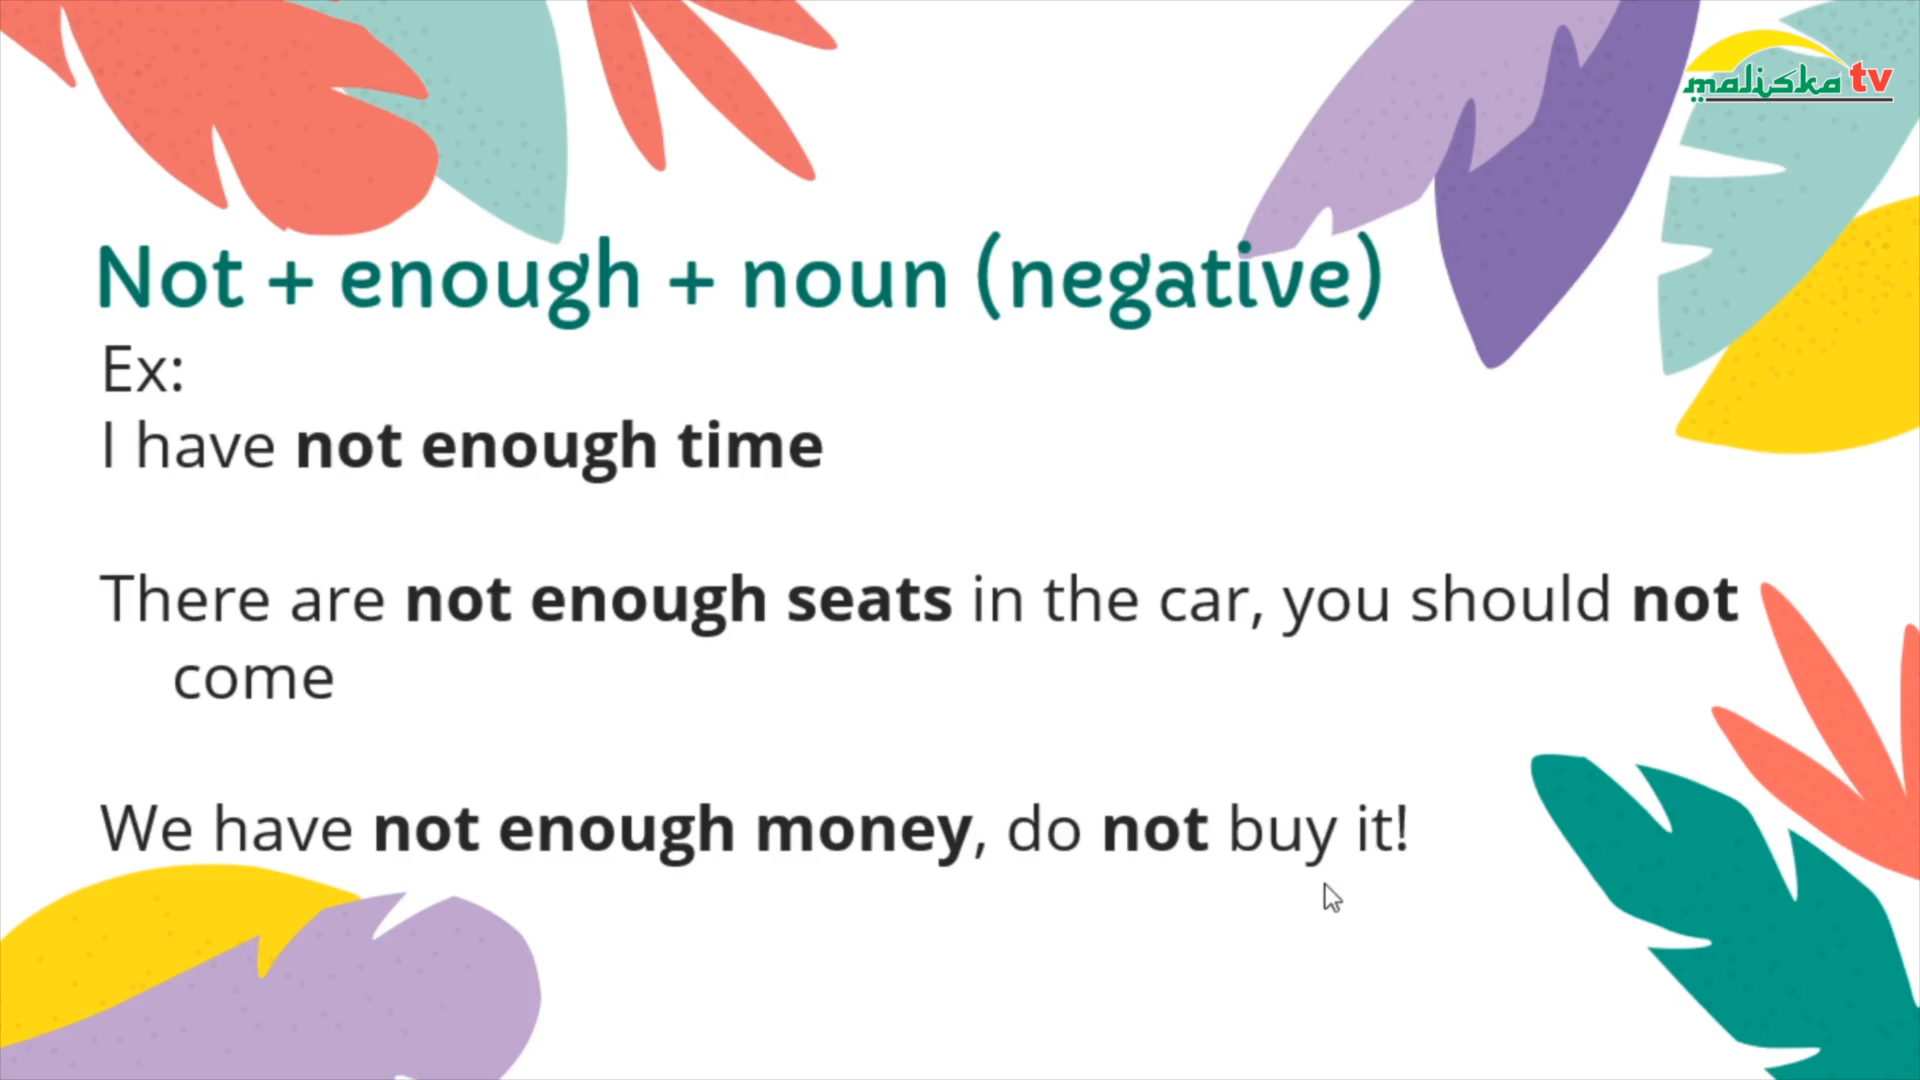 maliska tv
Not + enough + noun (negative)
Ex:
I have not enough time
There are not enough seats in the car, you should not
come
We have not enough money, do not buy it!